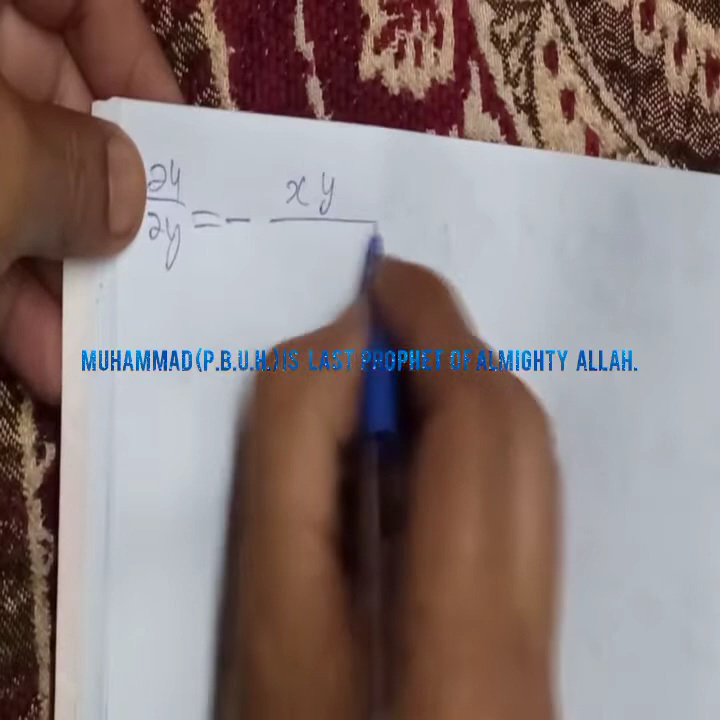 ∂u/∂y = - xy/
MUHAMMAD(P.B.U.H.)IS LAST PROPHET OF ALMIGHTY ALLAH.